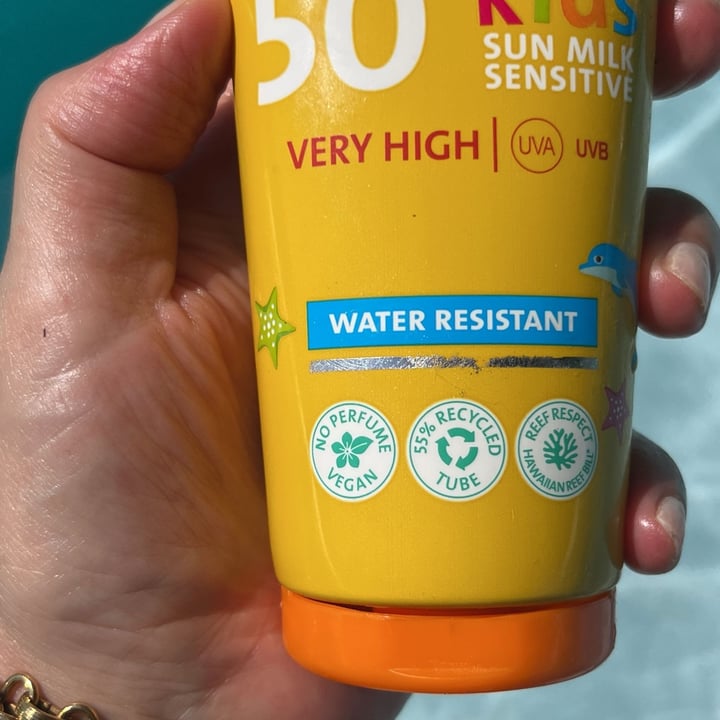 50
Kids
SUN MILK
SENSITIVE
VERY HIGH | UVA UVB
WATER RESISTANT
NO PERFUME
VEGAN
55% RECYCLED
TUBE
REEF RESPECT
HAWAIIAN REEF BILL*